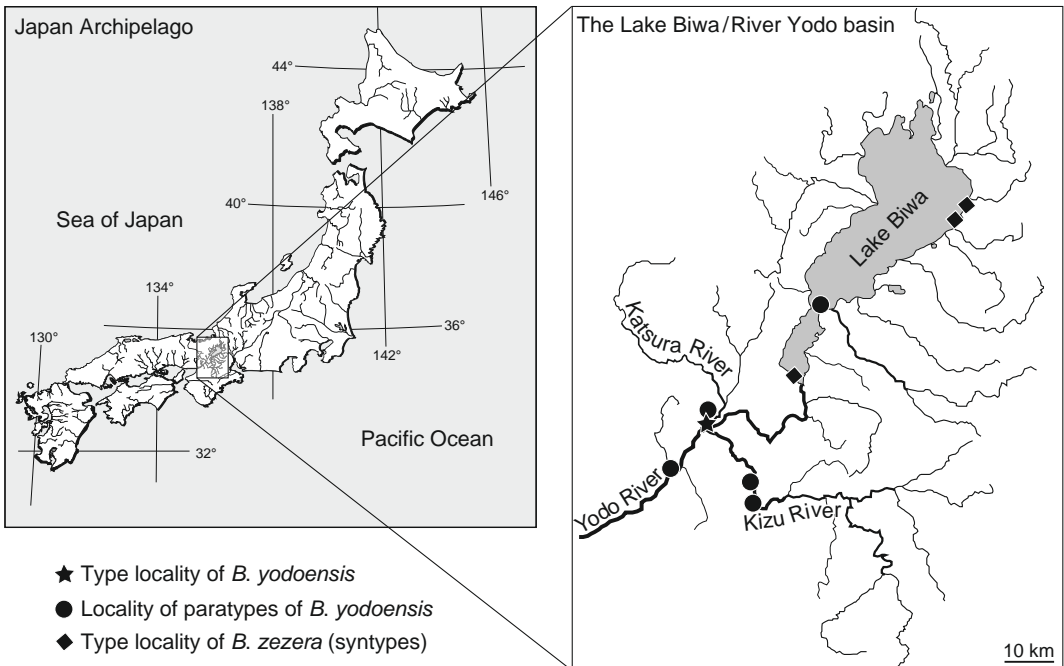 Japan Archipelago
44°
138°
146°
40°
Sea of Japan
134°
36°
130°
142°
Pacific Ocean
32°
★ Type locality of B. yodoensis
● Locality of paratypes of B. yodoensis
◆ Type locality of B. zezera (syntypes)
The Lake Biwa/River Yodo basin
Lake Biwa
Katsura River
Yodo River
Kizu River
10 km